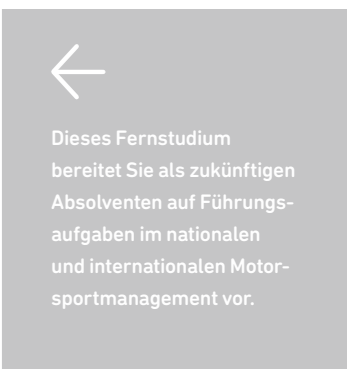 Dieses Fernstudium
bereitet Sie als zukünftigen
Absolventen auf Führungs-
aufgaben im nationalen
und internationalen Motor-
sportmanagement vor.